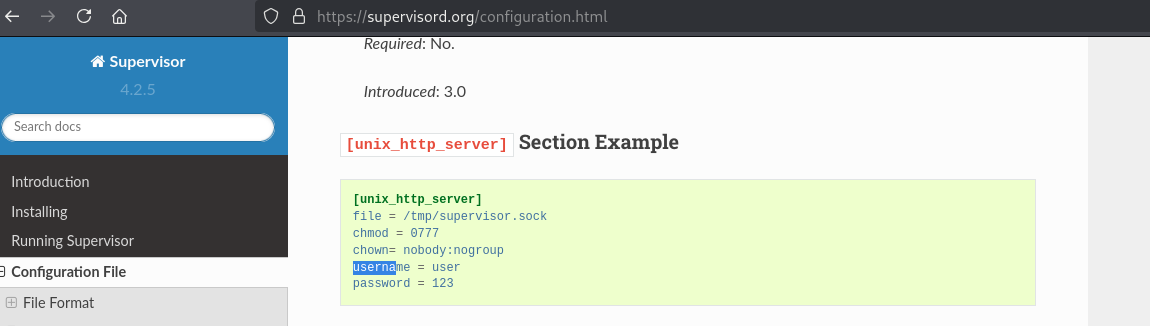 https://supervisord.org/configuration.html
Supervisor
4.2.5
Search docs
Introduction
Installing
Running Supervisor
Configuration File
File Format
Required: No.
Introduced: 3.0
[unix_http_server] Section Example
[unix_http_server]
file = /tmp/supervisor.sock
chmod = 0777
chown= nobody:nogroup
username = user
password = 123